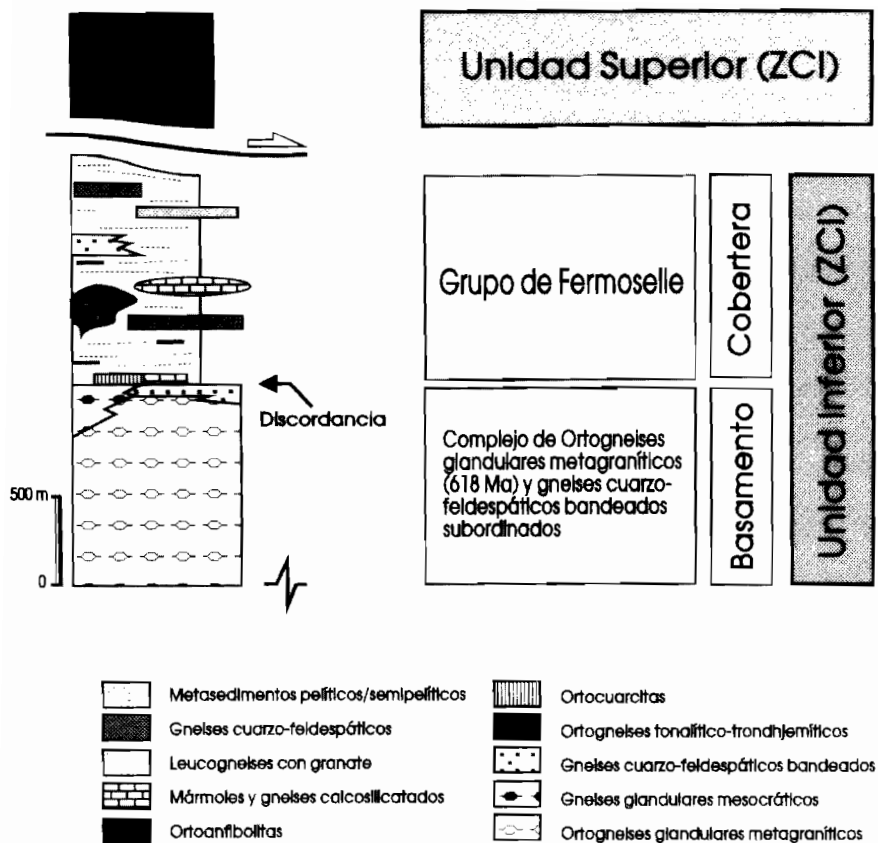 Unidad Superior (ZCI)
Grupo de Fermoselle
Cobertera
Unidad Inferior (ZCI)
Discordancia
Complejo de Ortogneises
glandulares metagraníticos
(618 Ma) y gneises cuarzo-
feldespáticos bandeados
subordinados
Basamento
500 m
0
Metasedimentos pelíticos/semipelíticos
Gneises cuarzo-feldespáticos
Leucogneises con granate
Mármoles y gneises calcosilicatados
Ortoanfibolitas
Ortocuarcitas
Ortogneises tonalítico-trondhjemíticos
Gneises cuarzo-feldespáticos bandeados
Gneises glandulares mesocráticos
Ortogneises glandulares metagraníticos